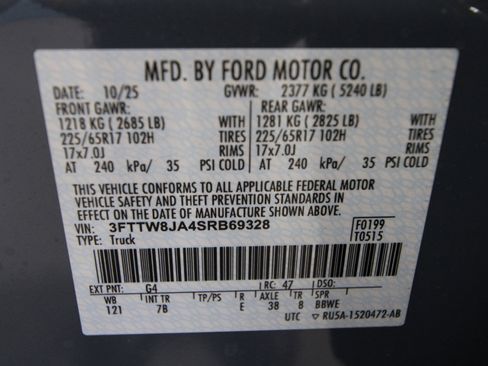 MFD. BY FORD MOTOR CO.
DATE: 10/25 GVWR: 2377 KG ( 5240 LB)
FRONT GAWR: REAR GAWR:
1218 KG ( 2685 LB) WITH 1281 KG ( 2825 LB) WITH
225/65R17 102H TIRES 225/65R17 102H TIRES
17x7.0J RIMS 17x7.0J RIMS
AT 240 kPa/ 35 PSI COLD AT 240 kPa/ 35 PSI COLD
THIS VEHICLE CONFORMS TO ALL APPLICABLE FEDERAL MOTOR
VEHICLE SAFETY AND BUMPER AND THEFT PREVENTION STANDARDS IN
EFFECT ON THE DATE OF MANUFACTURE SHOWN ABOVE.
VIN: 3FTTW8JA4SRB69328 F0199
TYPE: Truck T0515
EXT PNT: G4 RC: 47 DSO:
WB INT TR TP/PS R AXLE TR SPR
121 7B E 38 8 BBWE
UTC ▽ RU5A-1520472-AB